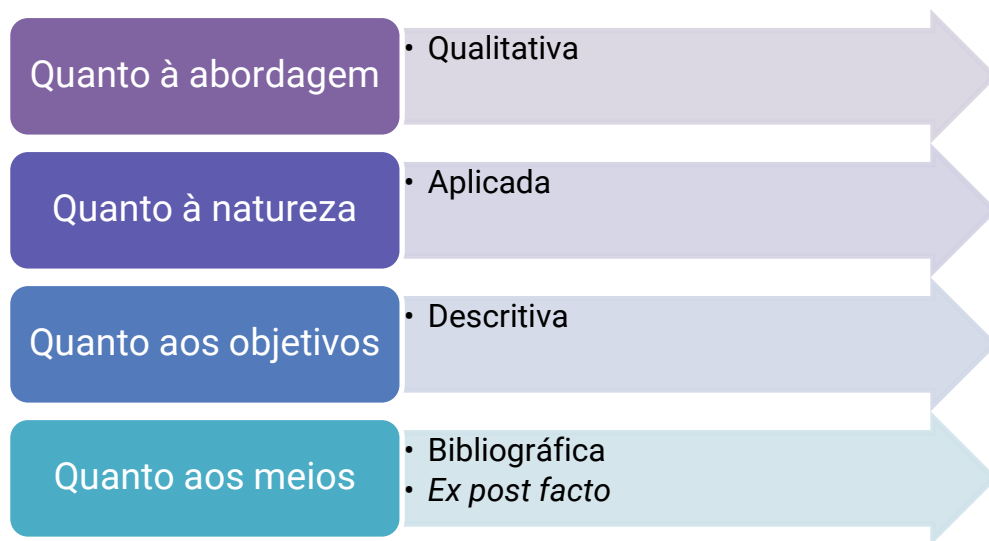 Quanto à abordagem
• Qualitativa
Quanto à natureza
• Aplicada
Quanto aos objetivos
• Descritiva
Quanto aos meios
• Bibliográfica
• Ex post facto